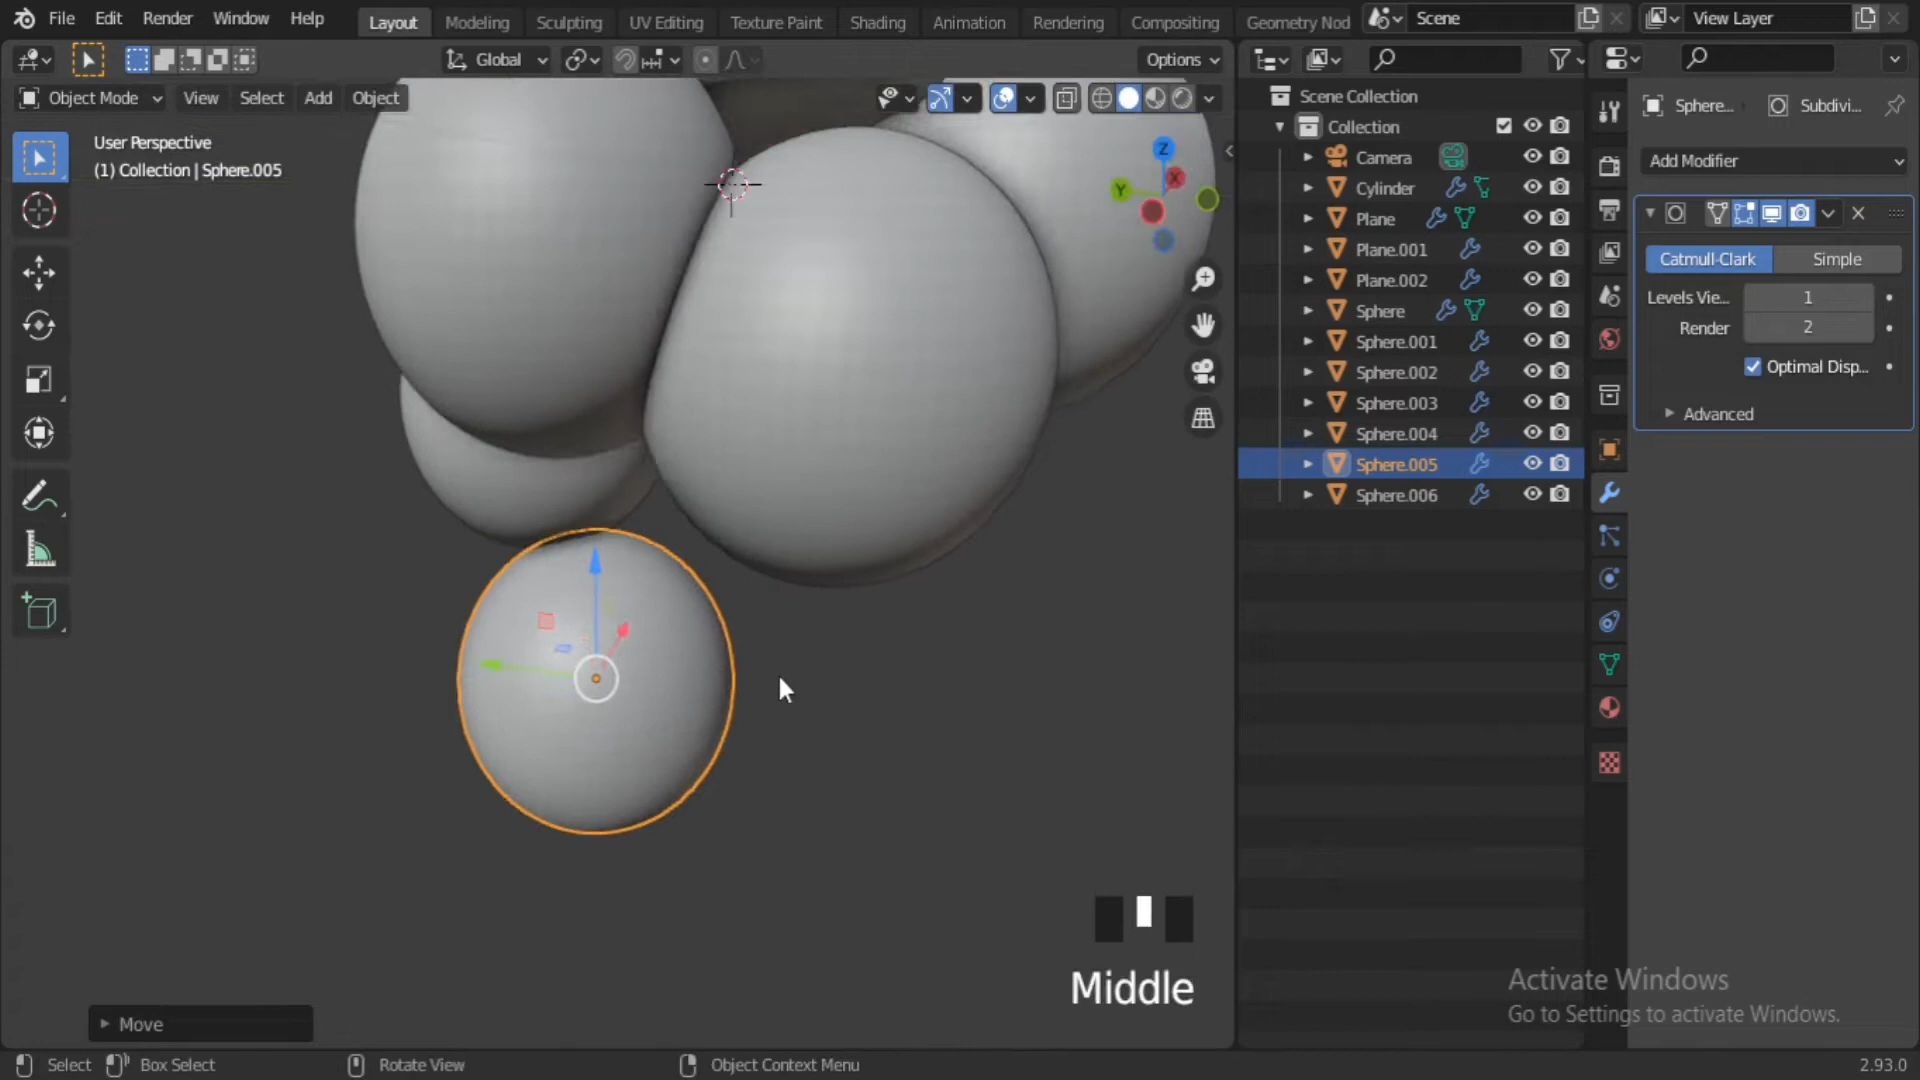 File Edit Render Window Help Layout Modeling Sculpting UV Editing Texture Paint Shading Animation Rendering Compositing Geometry Nod Scene View Layer
Global Options
Object Mode View Select Add Object
User Perspective
(1) Collection | Sphere.005
Z
Y
X
Middle
Move
Scene Collection
Collection
Camera
Cylinder
Plane
Plane.001
Plane.002
Sphere
Sphere.001
Sphere.002
Sphere.003
Sphere.004
Sphere.005
Sphere.006
Sphere... Subdivi...
Add Modifier
Catmull-Clark Simple
Levels Vie... 1
Render 2
Optimal Disp...
Advanced
Activate Windows
Go to Settings to activate Windows.
Select Box Select Rotate View Object Context Menu 2.93.0